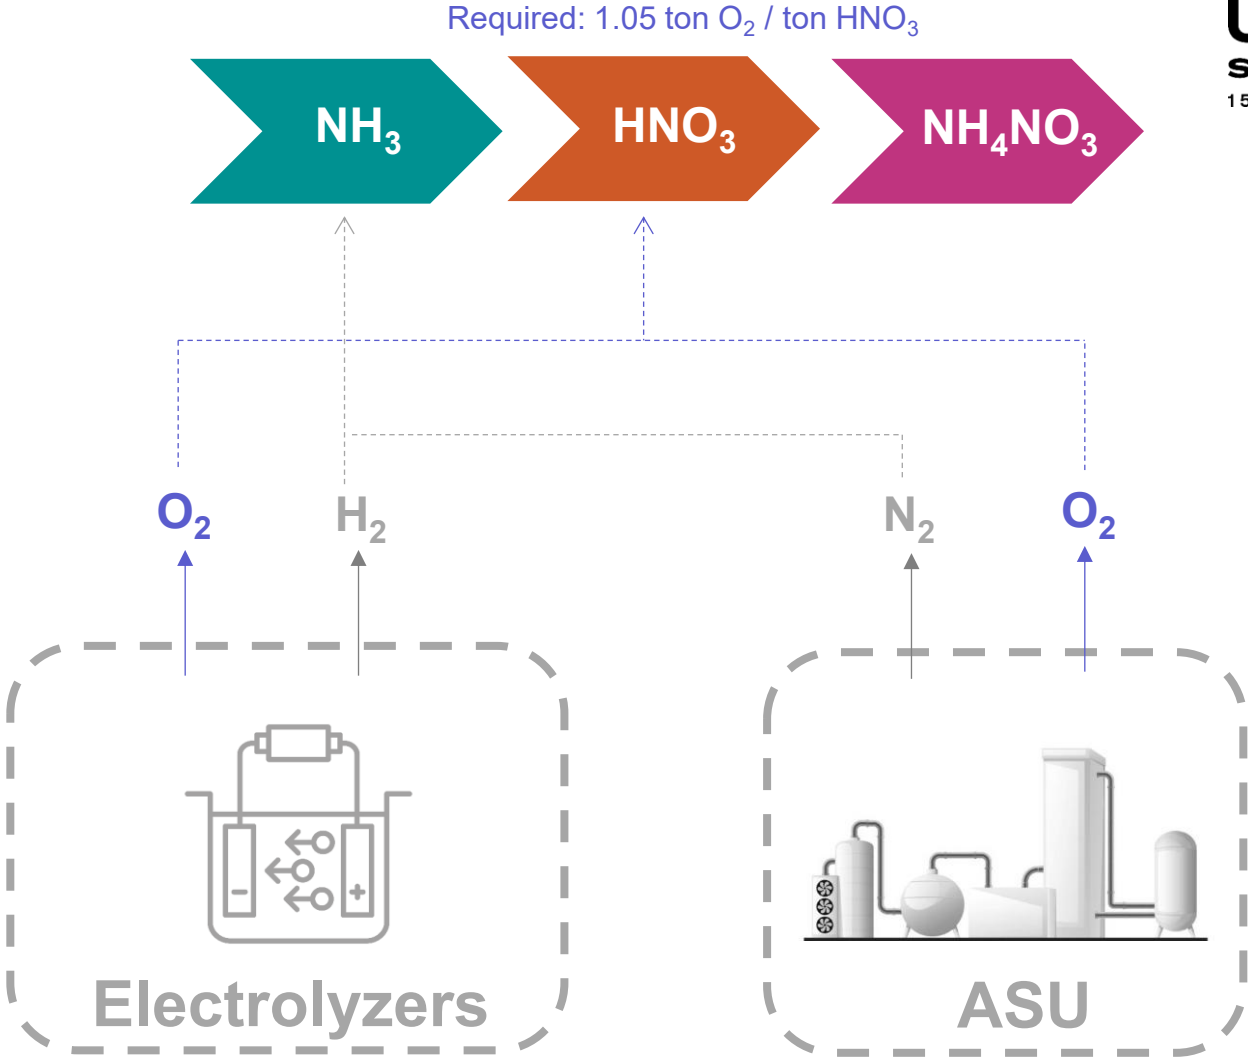 Required: 1.05 ton O₂ / ton HNO₃
NH₃
HNO₃
NH₄NO₃
O₂
H₂
N₂
O₂
- +
Electrolyzers
ASU